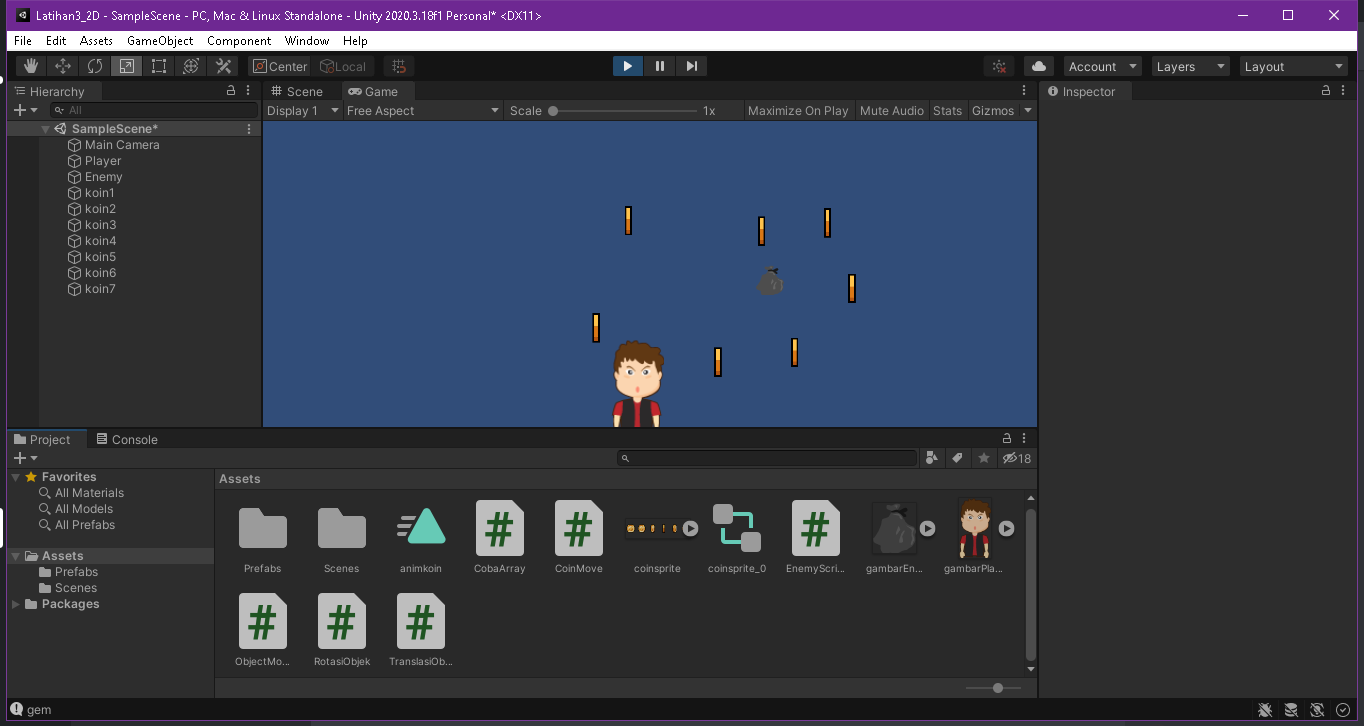 Latihan3_2D - SampleScene - PC, Mac & Linux Standalone - Unity 2020.3.18f1 Personal* <DX11>
File Edit Assets GameObject Component Window Help
Center Local Account Layers Layout
Hierarchy Scene Game Inspector
All Display 1 Free Aspect Scale 1x Maximize On Play Mute Audio Stats Gizmos
SampleScene*
Main Camera
Player
Enemy
koin1
koin2
koin3
koin4
koin5
koin6
koin7
Project Console
18
Favorites
All Materials
All Models
All Prefabs
Assets
Prefabs
Scenes
Packages
Assets
Prefabs Scenes animkoin CobaArray CoinMove coinsprite coinsprite_0 EnemyScri... gambarEn... gambarPla...
ObjectMo... RotasiObjek TranslasiOb...
gem